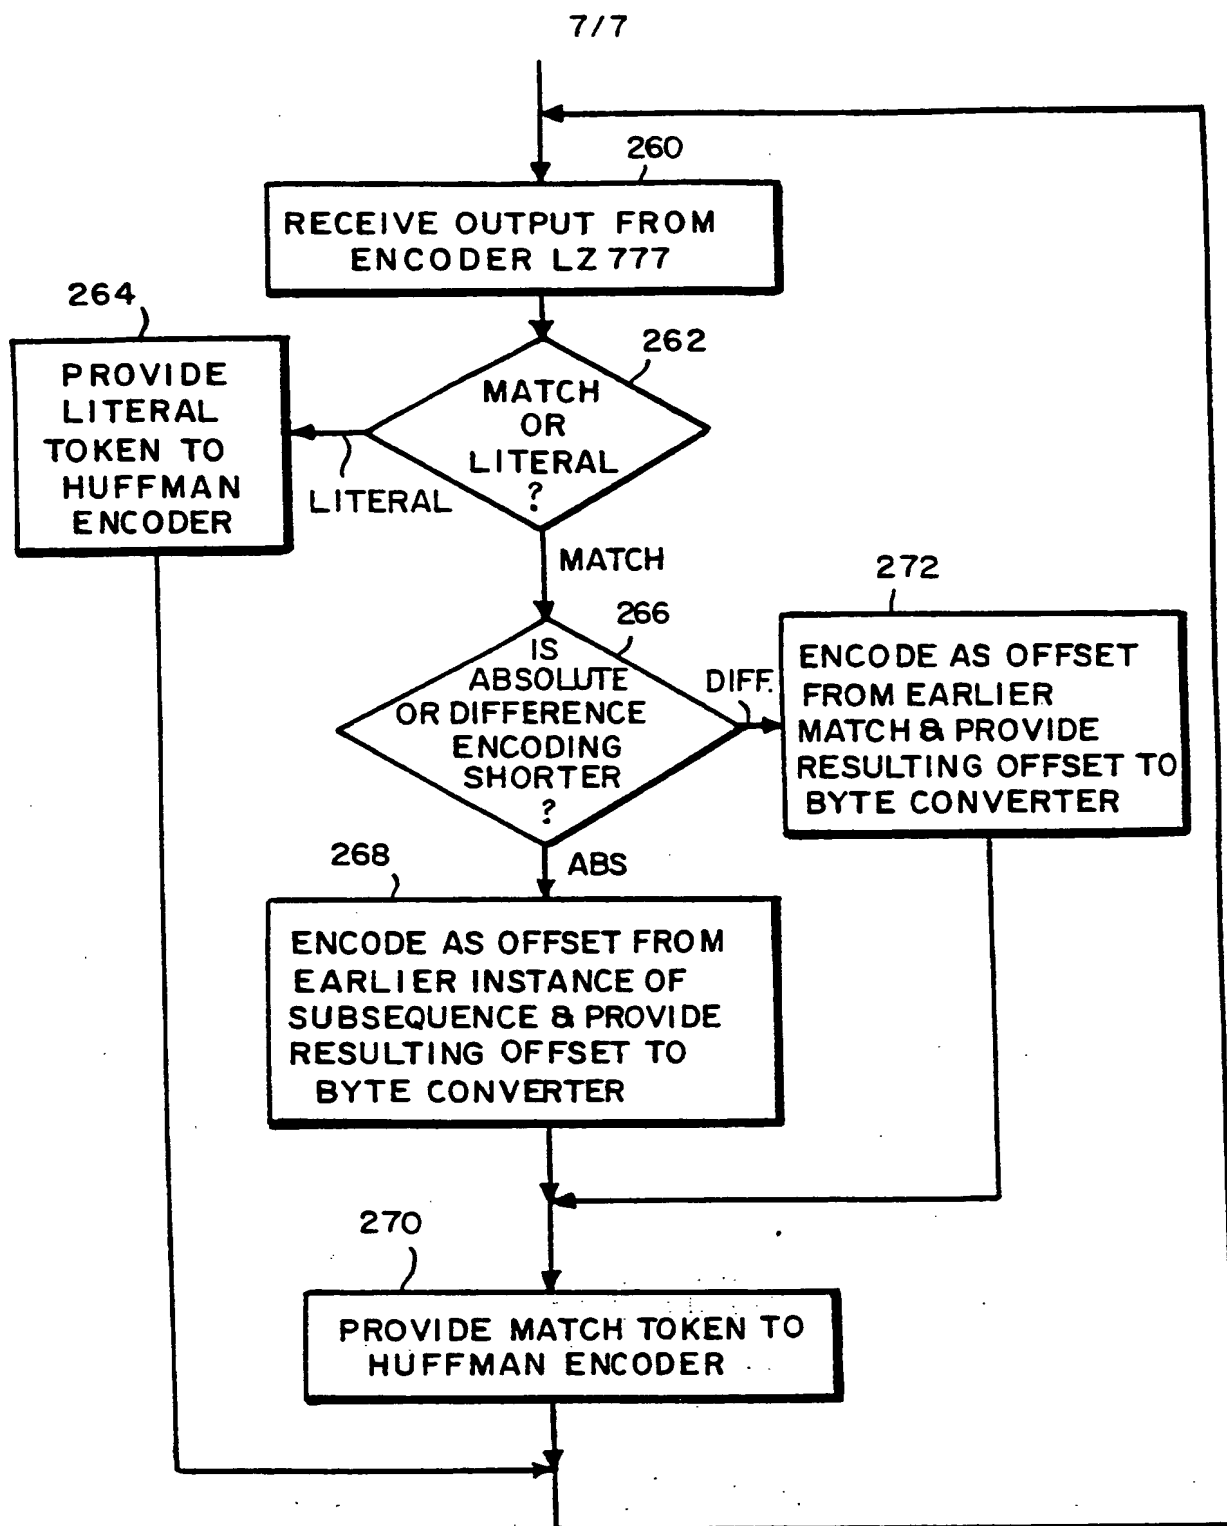 7/7
260
RECEIVE OUTPUT FROM
ENCODER LZ 777
264
PROVIDE
LITERAL
TOKEN TO
HUFFMAN
ENCODER
262
MATCH
OR
LITERAL
?
LITERAL
MATCH
266
IS
ABSOLUTE
OR DIFFERENCE
ENCODING
SHORTER
?
DIFF.
272
ENCODE AS OFFSET
FROM EARLIER
MATCH & PROVIDE
RESULTING OFFSET TO
BYTE CONVERTER
ABS
268
ENCODE AS OFFSET FROM
EARLIER INSTANCE OF
SUBSEQUENCE & PROVIDE
RESULTING OFFSET TO
BYTE CONVERTER
270
PROVIDE MATCH TOKEN TO
HUFFMAN ENCODER